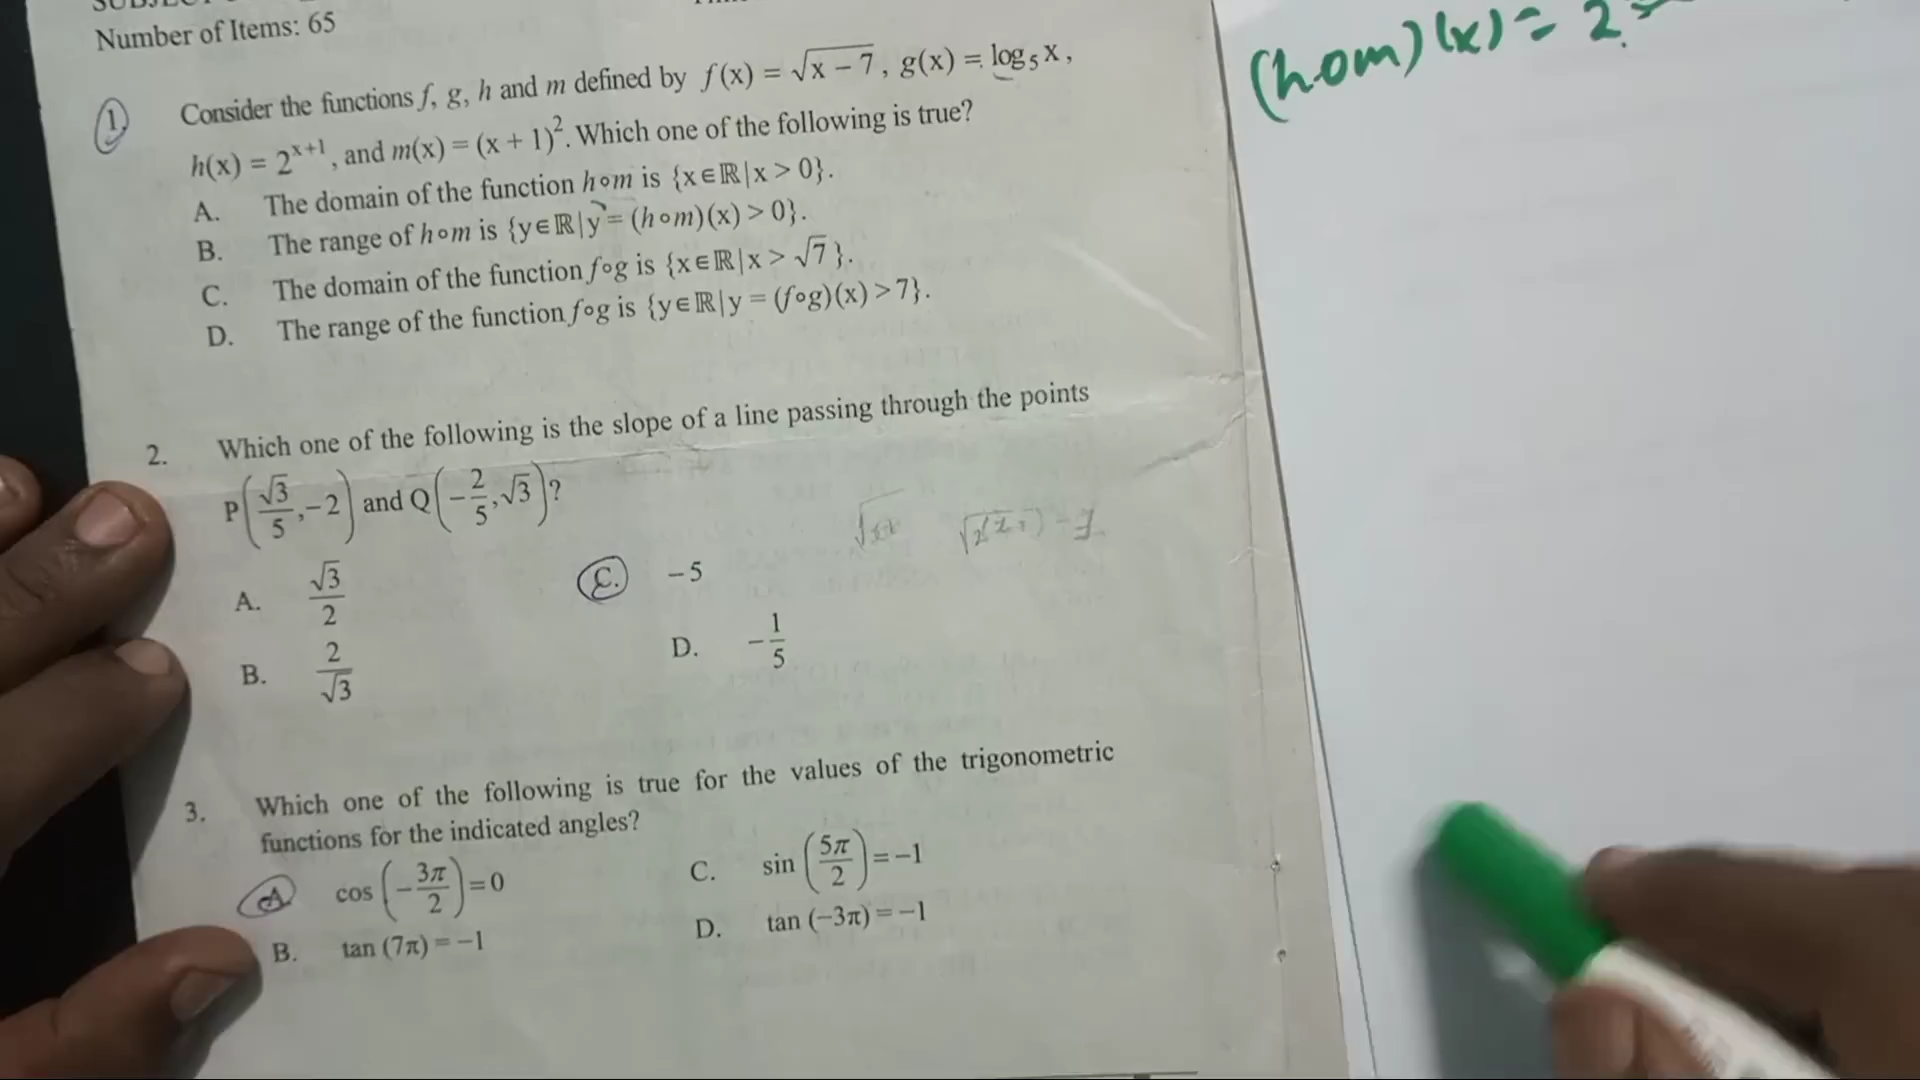 Number of Items: 65
1. Consider the functions f, g, h and m defined by f(x) = √(x − 7), g(x) = log₅ x,
h(x) = 2^(x+1), and m(x) = (x + 1)². Which one of the following is true?
A. The domain of the function h∘m is {x∈ℝ|x > 0}.
B. The range of h∘m is {y∈ℝ|y = (h∘m)(x) > 0}.
C. The domain of the function f∘g is {x∈ℝ|x > √7}.
D. The range of the function f∘g is {y∈ℝ|y = (f∘g)(x) > 7}.
2. Which one of the following is the slope of a line passing through the points
P(√3/5, −2) and Q(−2/5, √3)?
A. √3/2
C. −5
B. 2/√3
D. −1/5
3. Which one of the following is true for the values of the trigonometric
functions for the indicated angles?
A. cos (−3π/2) = 0
C. sin (5π/2) = −1
B. tan (7π) = −1
D. tan (−3π) = −1
(hom)(x) = 2